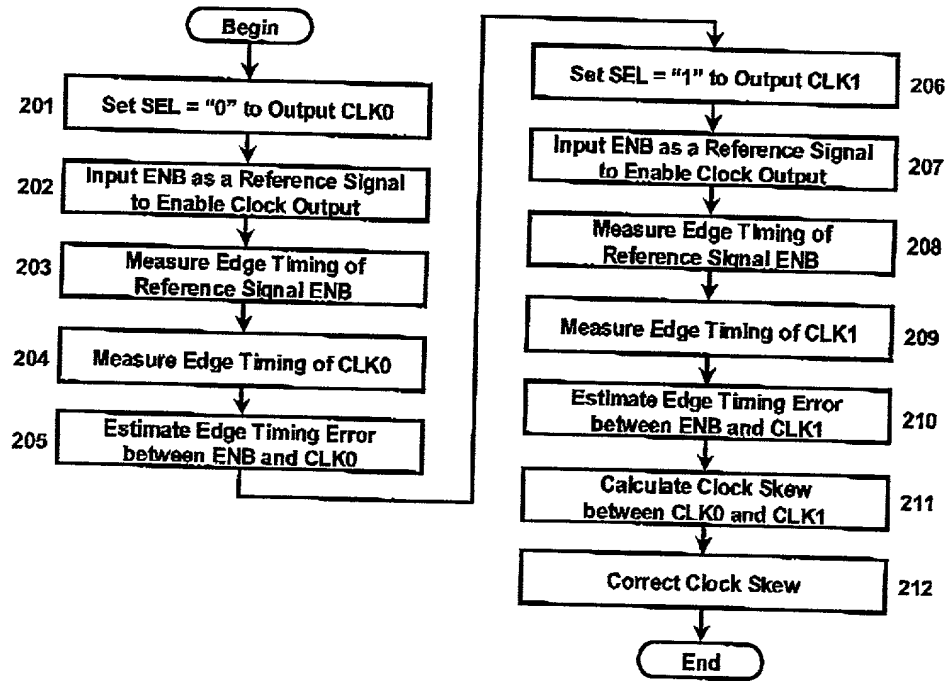 Begin
201
Set SEL = "0" to Output CLK0
202
Input ENB as a Reference Signal
to Enable Clock Output
203
Measure Edge Timing of
Reference Signal ENB
204
Measure Edge Timing of CLK0
205
Estimate Edge Timing Error
between ENB and CLK0
Set SEL = "1" to Output CLK1
206
Input ENB as a Reference Signal
to Enable Clock Output
207
Measure Edge Timing of
Reference Signal ENB
208
Measure Edge Timing of CLK1
209
Estimate Edge Timing Error
between ENB and CLK1
210
Calculate Clock Skew
between CLK0 and CLK1
211
Correct Clock Skew
212
End